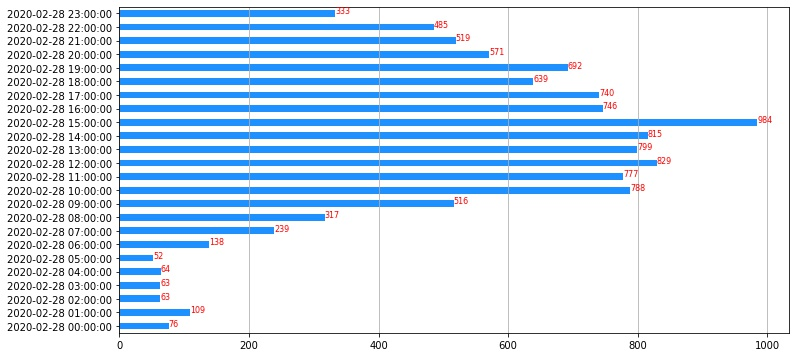 2020-02-28 23:00:00 333
2020-02-28 22:00:00 485
2020-02-28 21:00:00 519
2020-02-28 20:00:00 571
2020-02-28 19:00:00 692
2020-02-28 18:00:00 639
2020-02-28 17:00:00 740
2020-02-28 16:00:00 746
2020-02-28 15:00:00 984
2020-02-28 14:00:00 815
2020-02-28 13:00:00 799
2020-02-28 12:00:00 829
2020-02-28 11:00:00 777
2020-02-28 10:00:00 788
2020-02-28 09:00:00 516
2020-02-28 08:00:00 317
2020-02-28 07:00:00 239
2020-02-28 06:00:00 138
2020-02-28 05:00:00 52
2020-02-28 04:00:00 64
2020-02-28 03:00:00 63
2020-02-28 02:00:00 63
2020-02-28 01:00:00 109
2020-02-28 00:00:00 76
0 200 400 600 800 1000